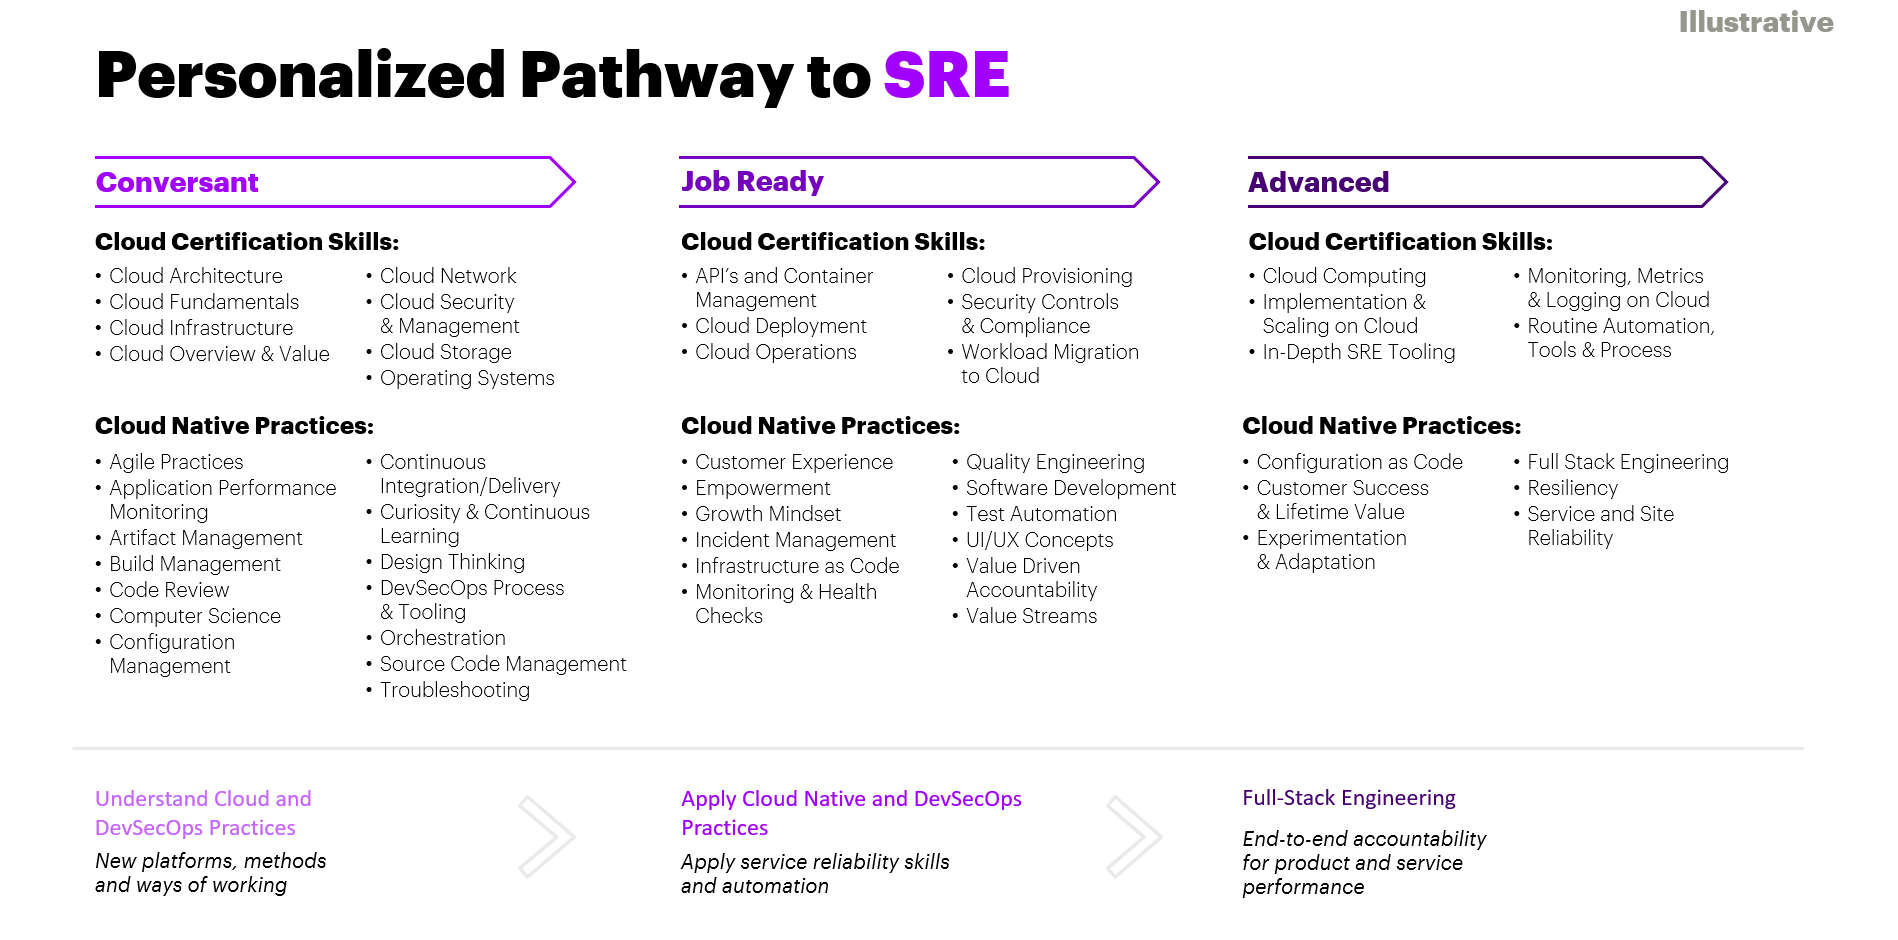 Illustrative
Personalized Pathway to SRE
Conversant
Cloud Certification Skills:
• Cloud Architecture
• Cloud Fundamentals
• Cloud Infrastructure
• Cloud Overview & Value
• Cloud Network
• Cloud Security
& Management
• Cloud Storage
• Operating Systems
Cloud Native Practices:
• Agile Practices
• Application Performance
Monitoring
• Artifact Management
• Build Management
• Code Review
• Computer Science
• Configuration
Management
• Continuous
Integration/Delivery
• Curiosity & Continuous
Learning
• Design Thinking
• DevSecOps Process
& Tooling
• Orchestration
• Source Code Management
• Troubleshooting
Job Ready
Cloud Certification Skills:
• API's and Container
Management
• Cloud Deployment
• Cloud Operations
• Cloud Provisioning
• Security Controls
& Compliance
• Workload Migration
to Cloud
Cloud Native Practices:
• Customer Experience
• Empowerment
• Growth Mindset
• Incident Management
• Infrastructure as Code
• Monitoring & Health
Checks
• Quality Engineering
• Software Development
• Test Automation
• UI/UX Concepts
• Value Driven
Accountability
• Value Streams
Advanced
Cloud Certification Skills:
• Cloud Computing
• Implementation &
Scaling on Cloud
• In-Depth SRE Tooling
• Monitoring, Metrics
& Logging on Cloud
• Routine Automation,
Tools & Process
Cloud Native Practices:
• Configuration as Code
• Customer Success
& Lifetime Value
• Experimentation
& Adaptation
• Full Stack Engineering
• Resiliency
• Service and Site
Reliability
Understand Cloud and
DevSecOps Practices
New platforms, methods
and ways of working
Apply Cloud Native and DevSecOps
Practices
Apply service reliability skills
and automation
Full-Stack Engineering
End-to-end accountability
for product and service
performance